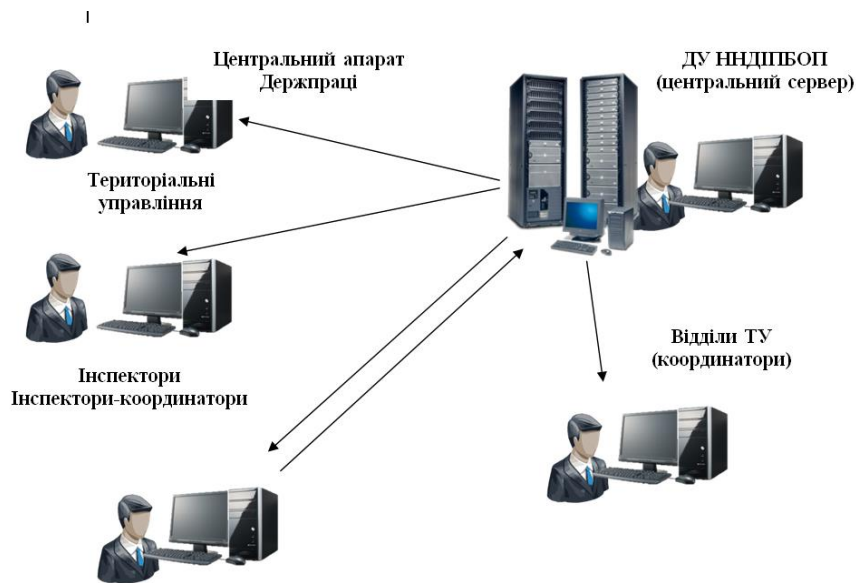 Центральний апарат
Держпраці
ДУ ННДІПБОП
(центральний сервер)
Територіальні
управління
Відділи ТУ
(координатори)
Інспектори
Інспектори-координатори